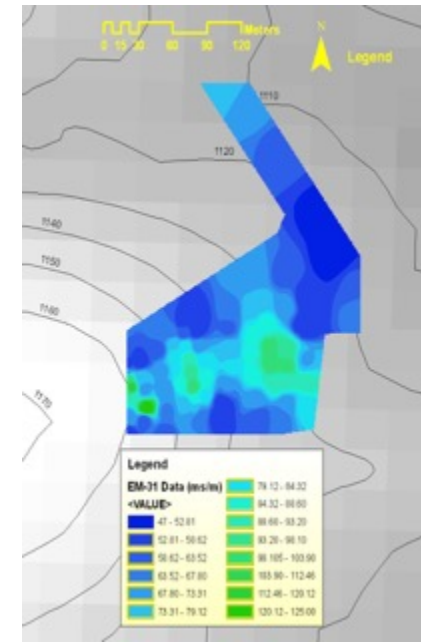 Meters
0 15 30 60 90 120
N
Legend
1110
1120
1140
1150
1160
1170
Legend
EM-31 Data (ms/m)
<VALUE>
47 - 52.81
52.81 - 58.62
58.62 - 63.52
63.52 - 67.80
67.80 - 73.31
73.31 - 79.12
79.12 - 84.32
84.32 - 88.60
88.60 - 93.20
93.20 - 98.10
98.105 - 103.90
103.90 - 112.46
112.46 - 120.12
120.12 - 125.00